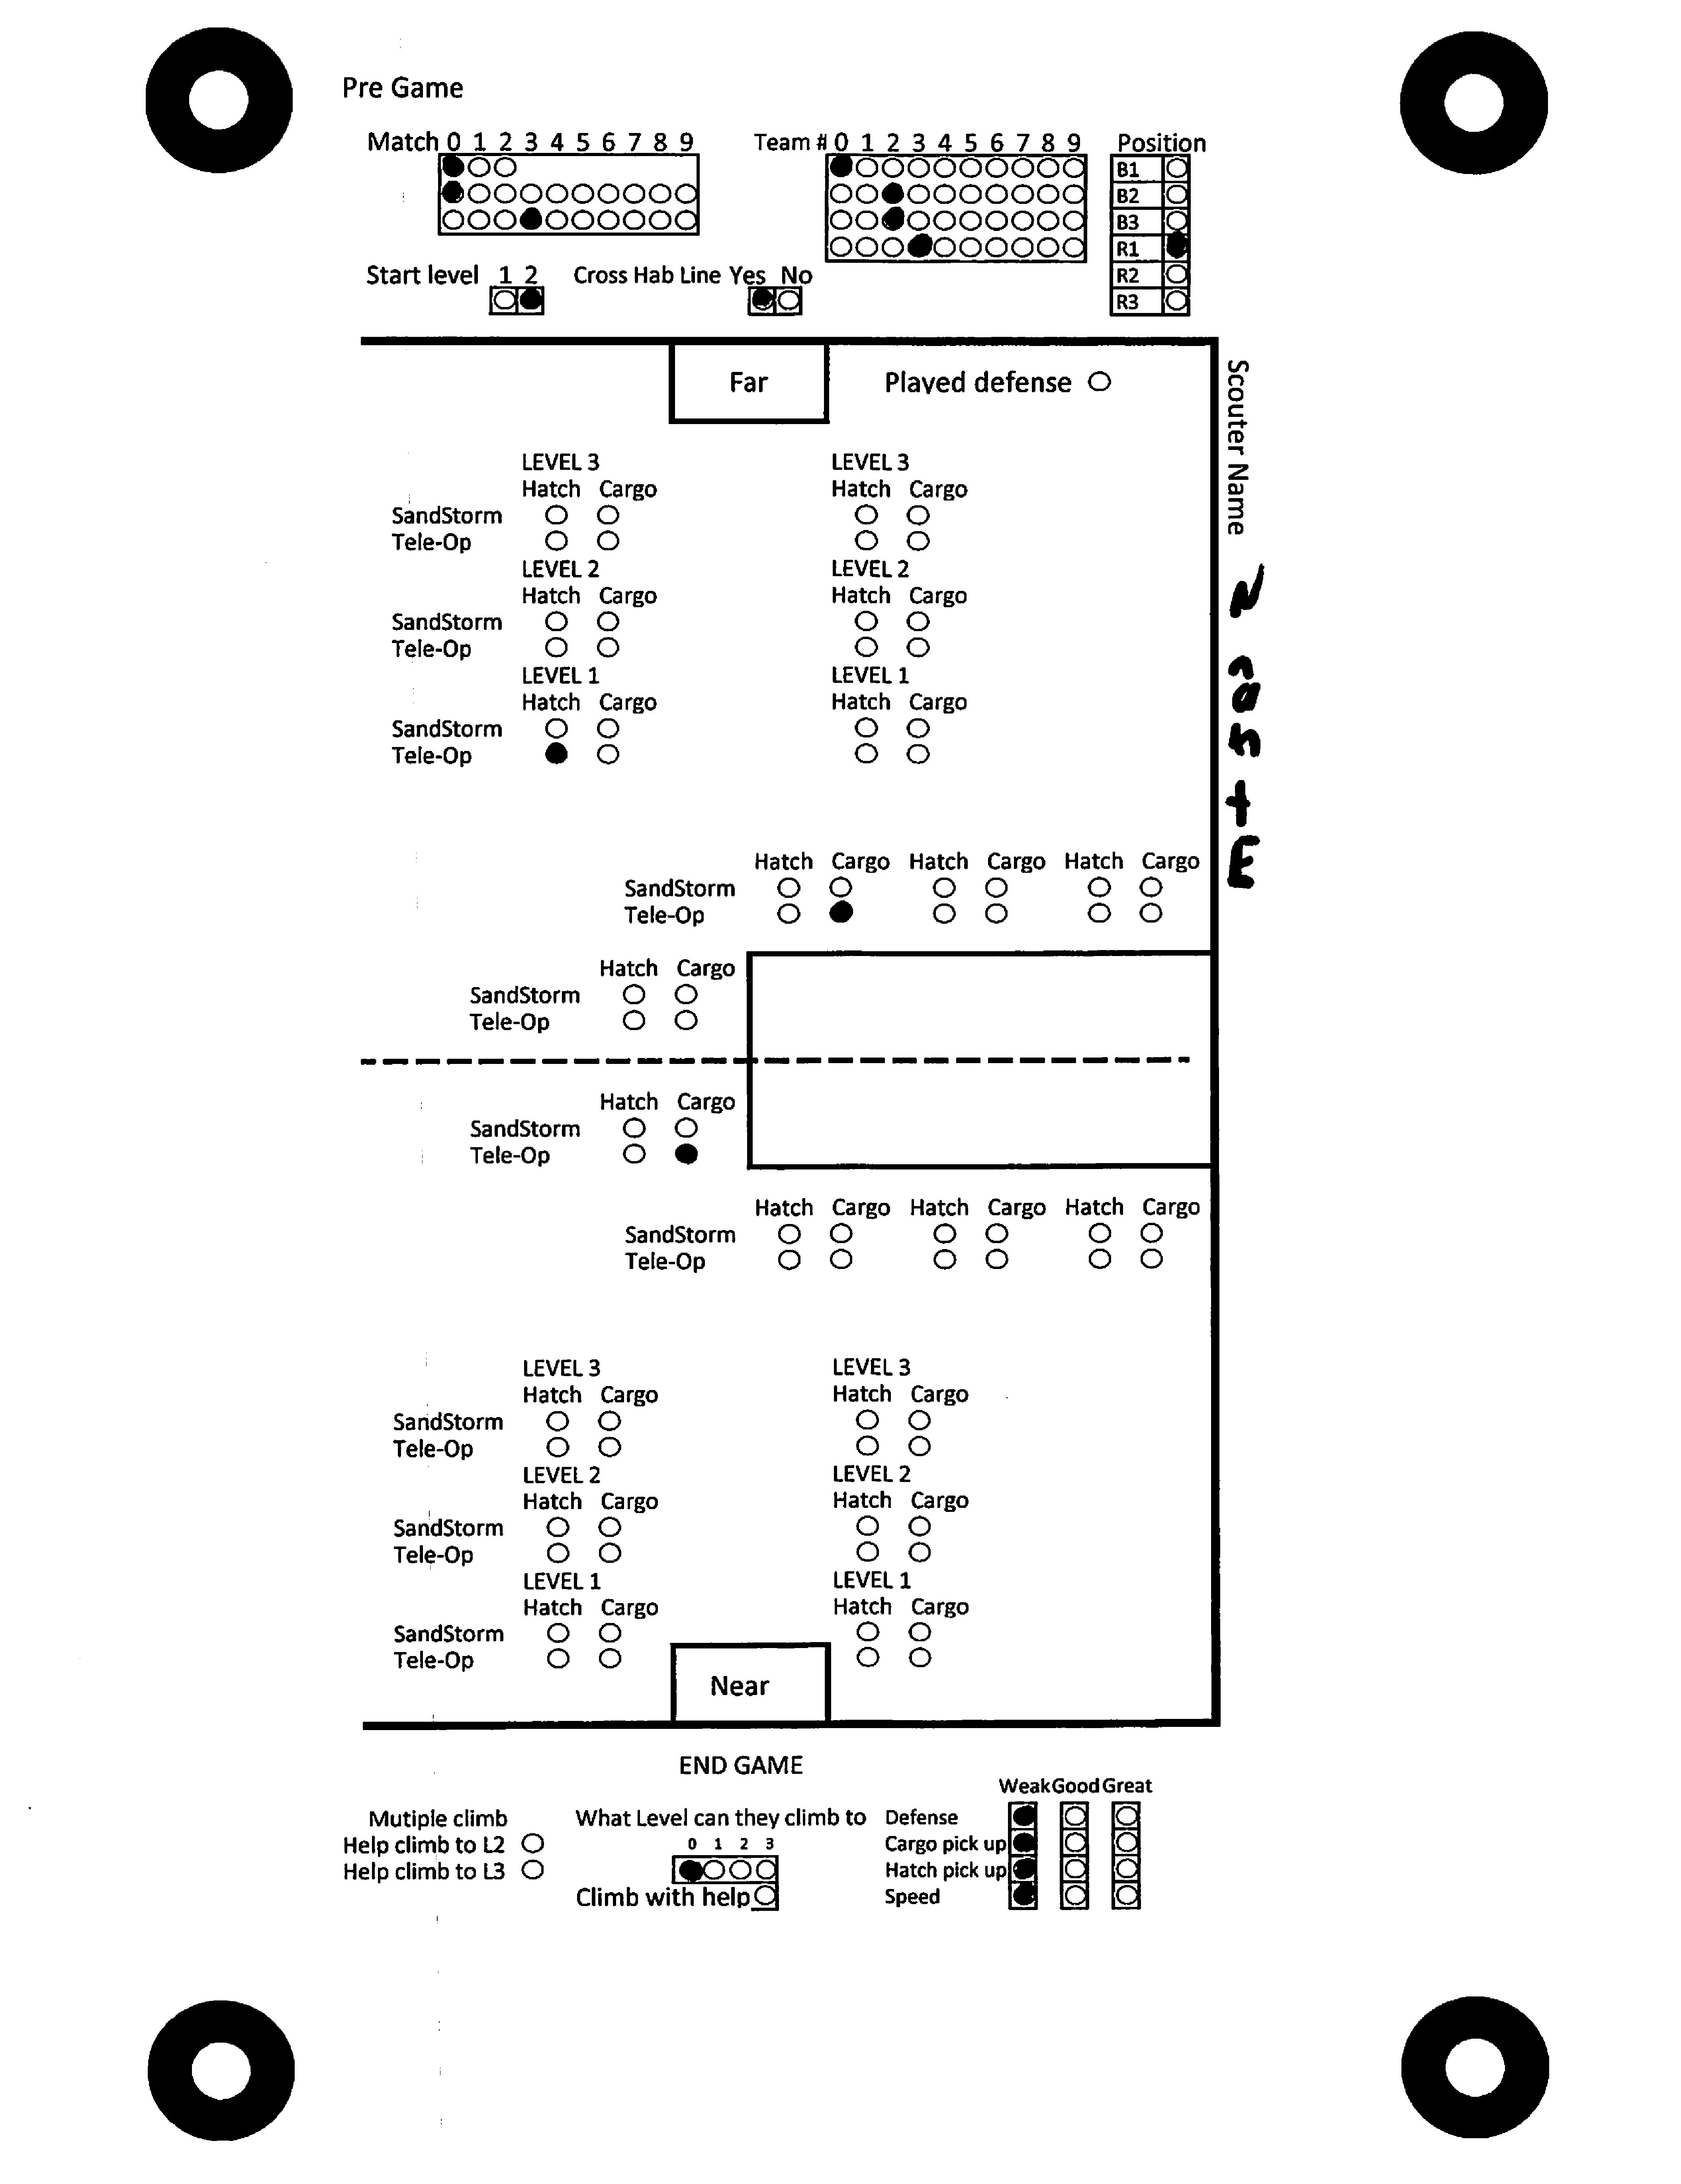 Pre Game
Match 0 1 2 3 4 5 6 7 8 9
Team # 0 1 2 3 4 5 6 7 8 9
Position
B1
B2
B3
R1
R2
R3
Start level 1 2
Cross Hab Line Yes No
Far
Played defense
Scouter Name
LEVEL 3 LEVEL 3
Hatch Cargo Hatch Cargo
SandStorm
Tele-Op
LEVEL 2 LEVEL 2
Hatch Cargo Hatch Cargo
SandStorm
Tele-Op
LEVEL 1 LEVEL 1
Hatch Cargo Hatch Cargo
SandStorm
Tele-Op
Hatch Cargo Hatch Cargo Hatch Cargo
SandStorm
Tele-Op
Hatch Cargo
SandStorm
Tele-Op
Hatch Cargo
SandStorm
Tele-Op
Hatch Cargo Hatch Cargo Hatch Cargo
SandStorm
Tele-Op
LEVEL 3 LEVEL 3
Hatch Cargo Hatch Cargo
SandStorm
Tele-Op
LEVEL 2 LEVEL 2
Hatch Cargo Hatch Cargo
SandStorm
Tele-Op
LEVEL 1 LEVEL 1
Hatch Cargo Hatch Cargo
SandStorm
Tele-Op
Near
END GAME
Mutiple climb
Help climb to L2
Help climb to L3
What Level can they climb to
0 1 2 3
Climb with help
Weak Good Great
Defense
Cargo pick up
Hatch pick up
Speed